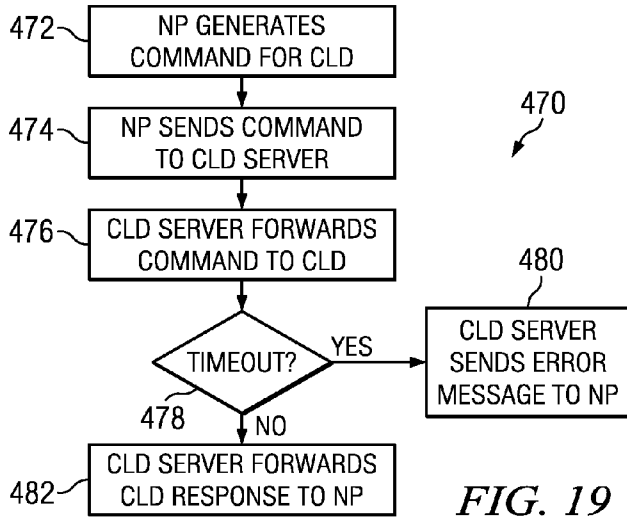 472
NP GENERATES
COMMAND FOR CLD
474
NP SENDS COMMAND
TO CLD SERVER
470
476
CLD SERVER FORWARDS
COMMAND TO CLD
480
CLD SERVER
SENDS ERROR
MESSAGE TO NP
TIMEOUT?
YES
478
NO
482
CLD SERVER FORWARDS
CLD RESPONSE TO NP
FIG. 19